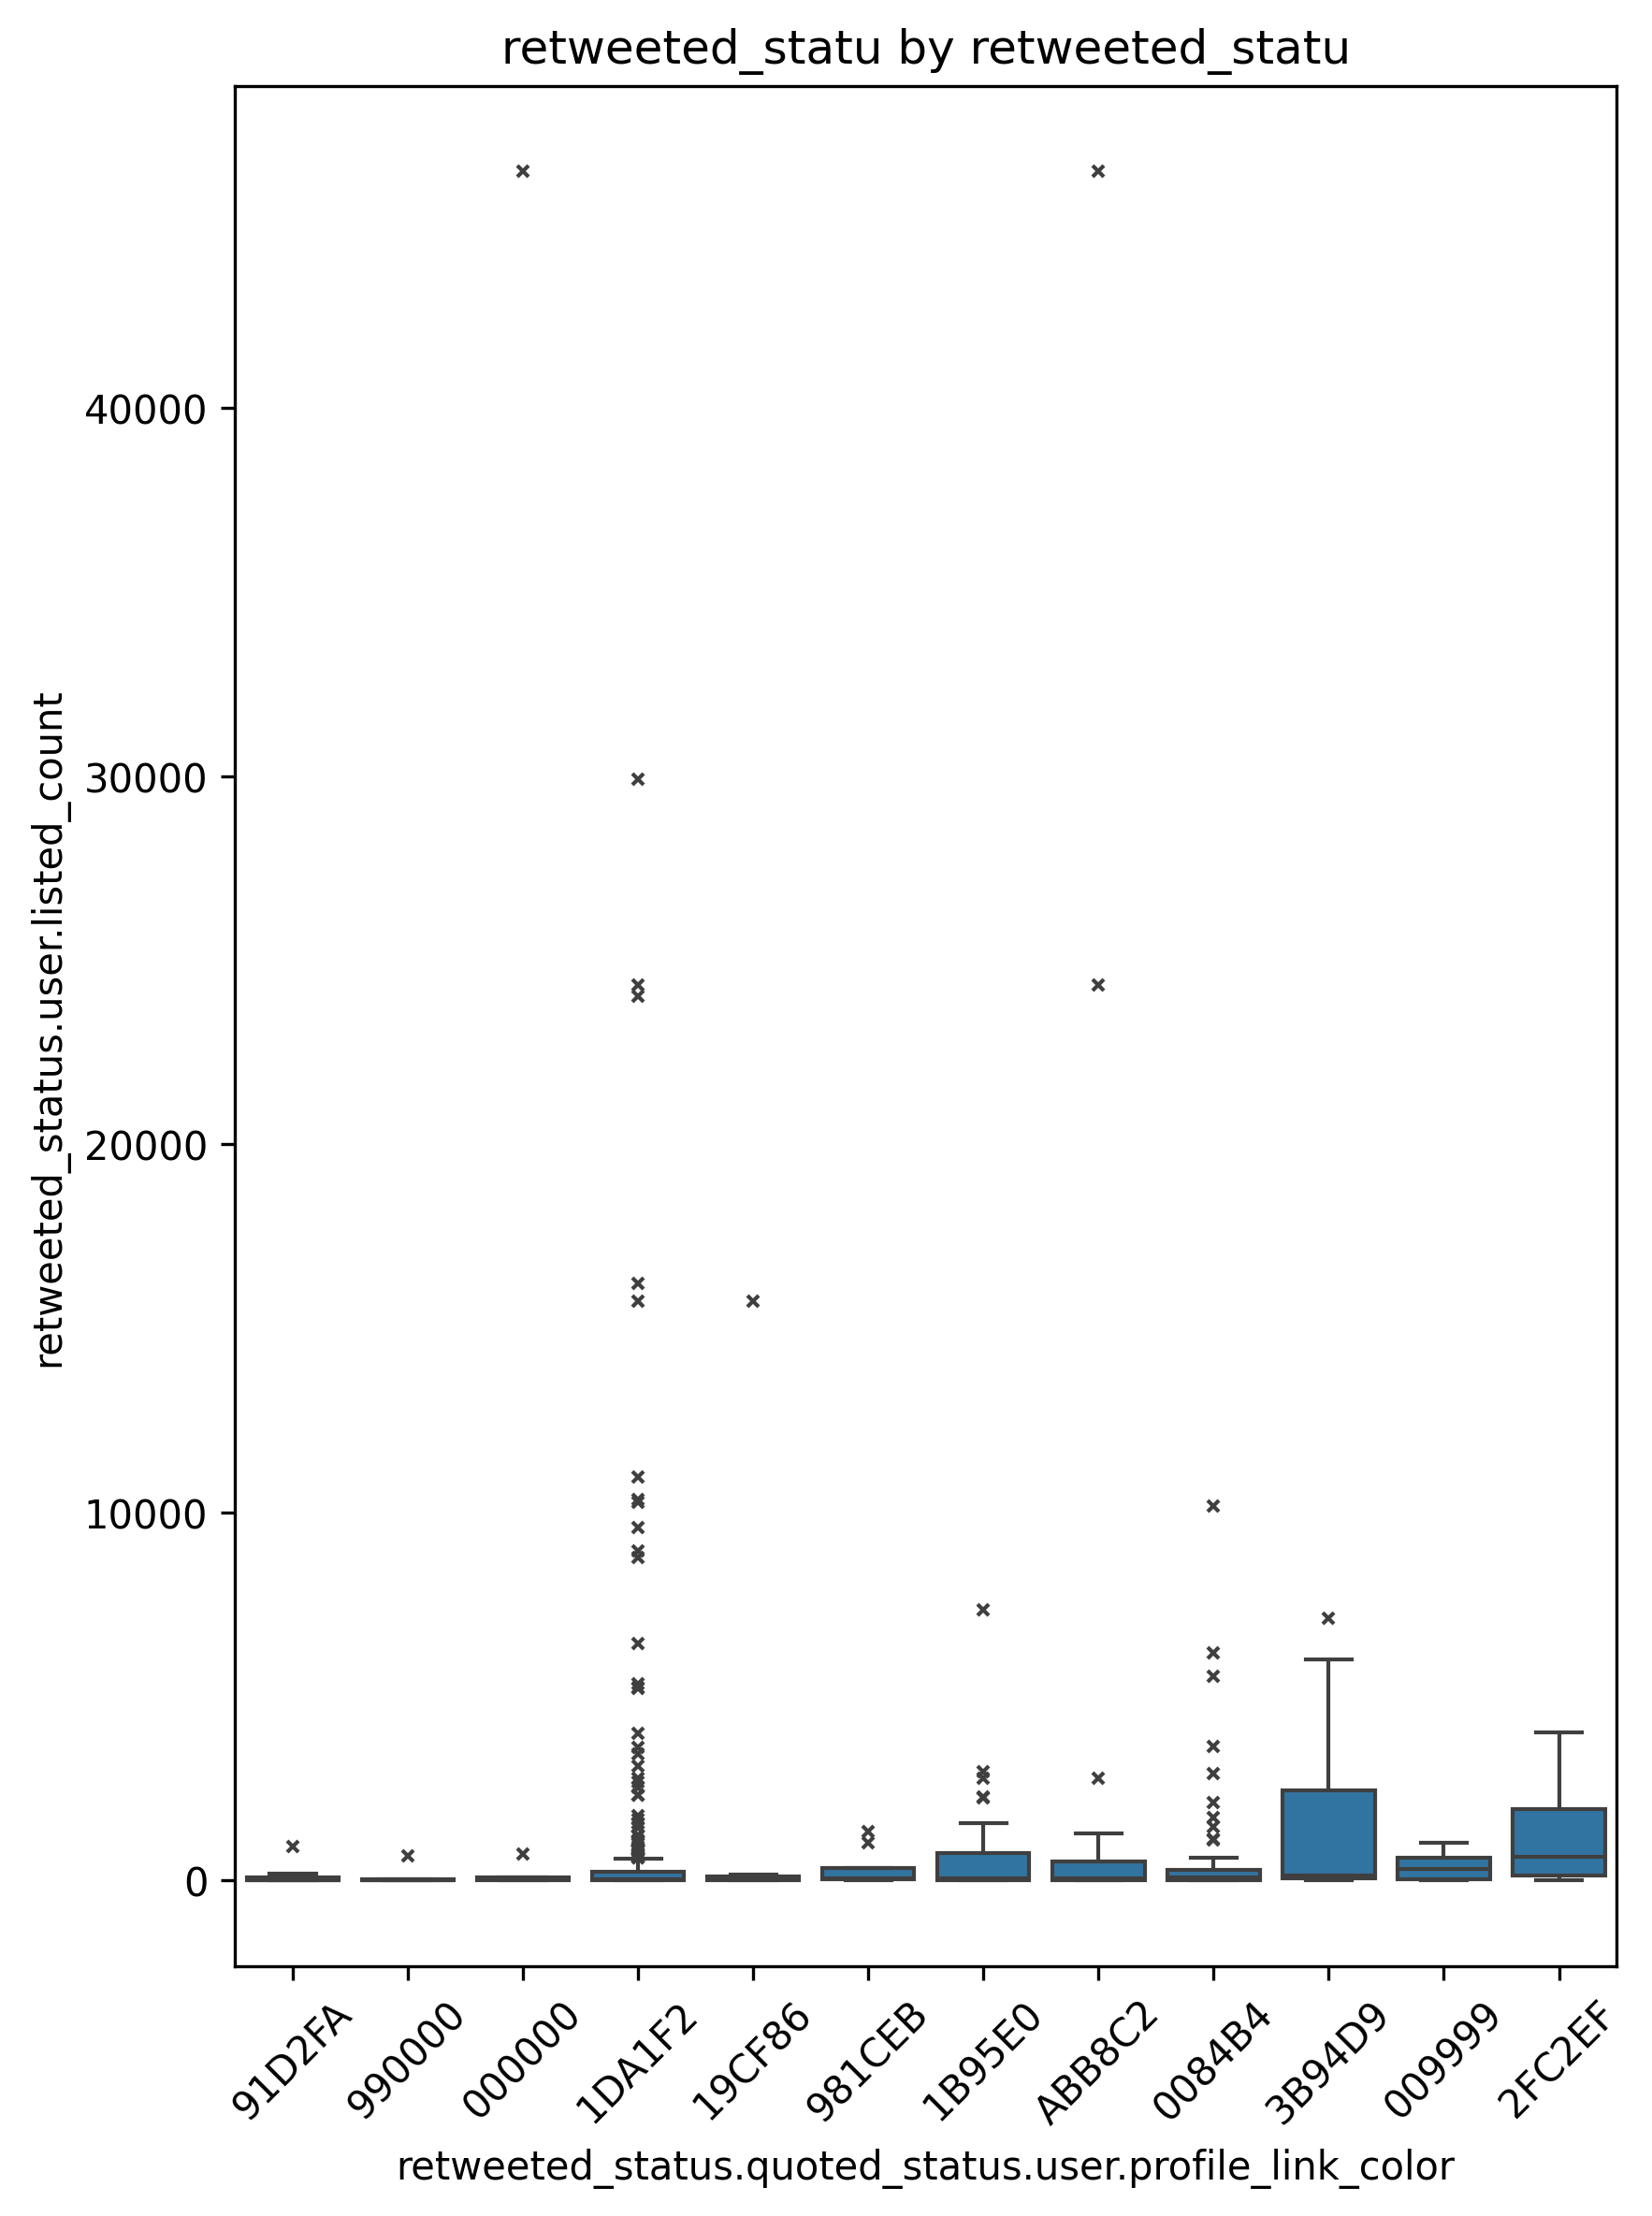 retweeted_statu by retweeted_statu
retweeted_status.user.listed_count
40000
30000
20000
10000
0
91D2FA
990000
000000
1DA1F2
19CF86
981CEB
1B95E0
ABB8C2
0084B4
3B94D9
009999
2FC2EF
retweeted_status.quoted_status.user.profile_link_color